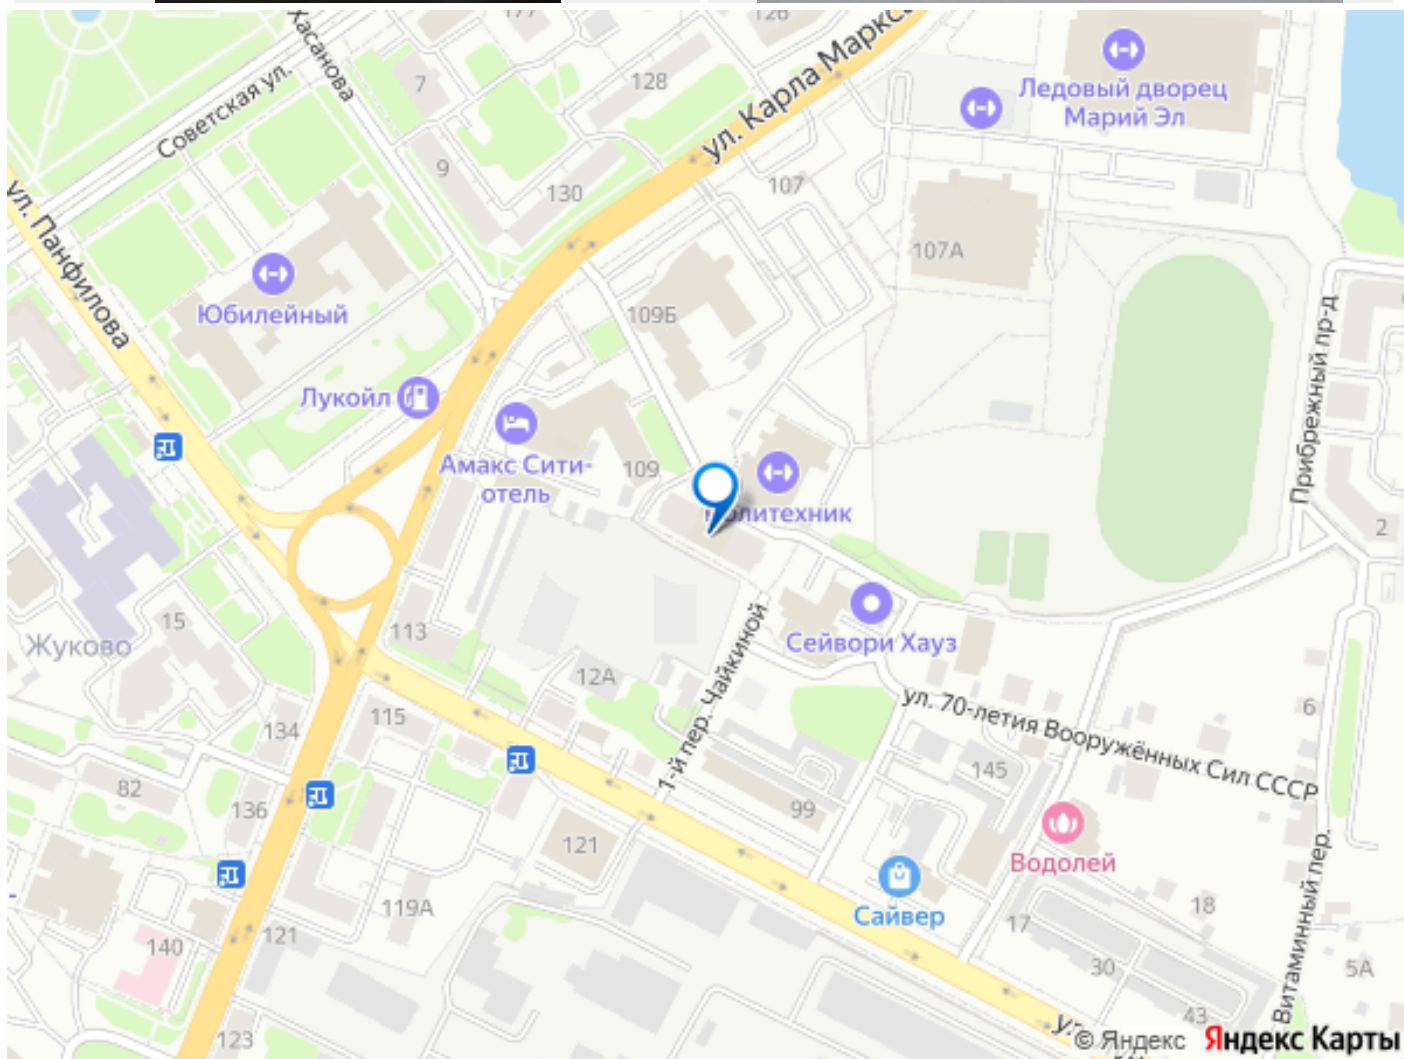 177
126
Хасанова
ул. Карла Маркса
7
128
Ледовый дворец
Марий Эл
Советская ул.
9
130
107
ул. Панфилова
107А
Юбилейный
109Б
Прибрежный пр-д
Лукойл
Амакс Сити-
отель
109
политехник
2
15
113
Жуково
Сейвори Хауз
12А
1-й пер. Чайкиной
ул. 70-летия Вооружённых Сил СССР
6
134
115
145
82
136
99
121
Водолей
Витаминный пер.
Сайвер
119А
18
17
140
121
30
5А
43
123
© Яндекс Яндекс Карты